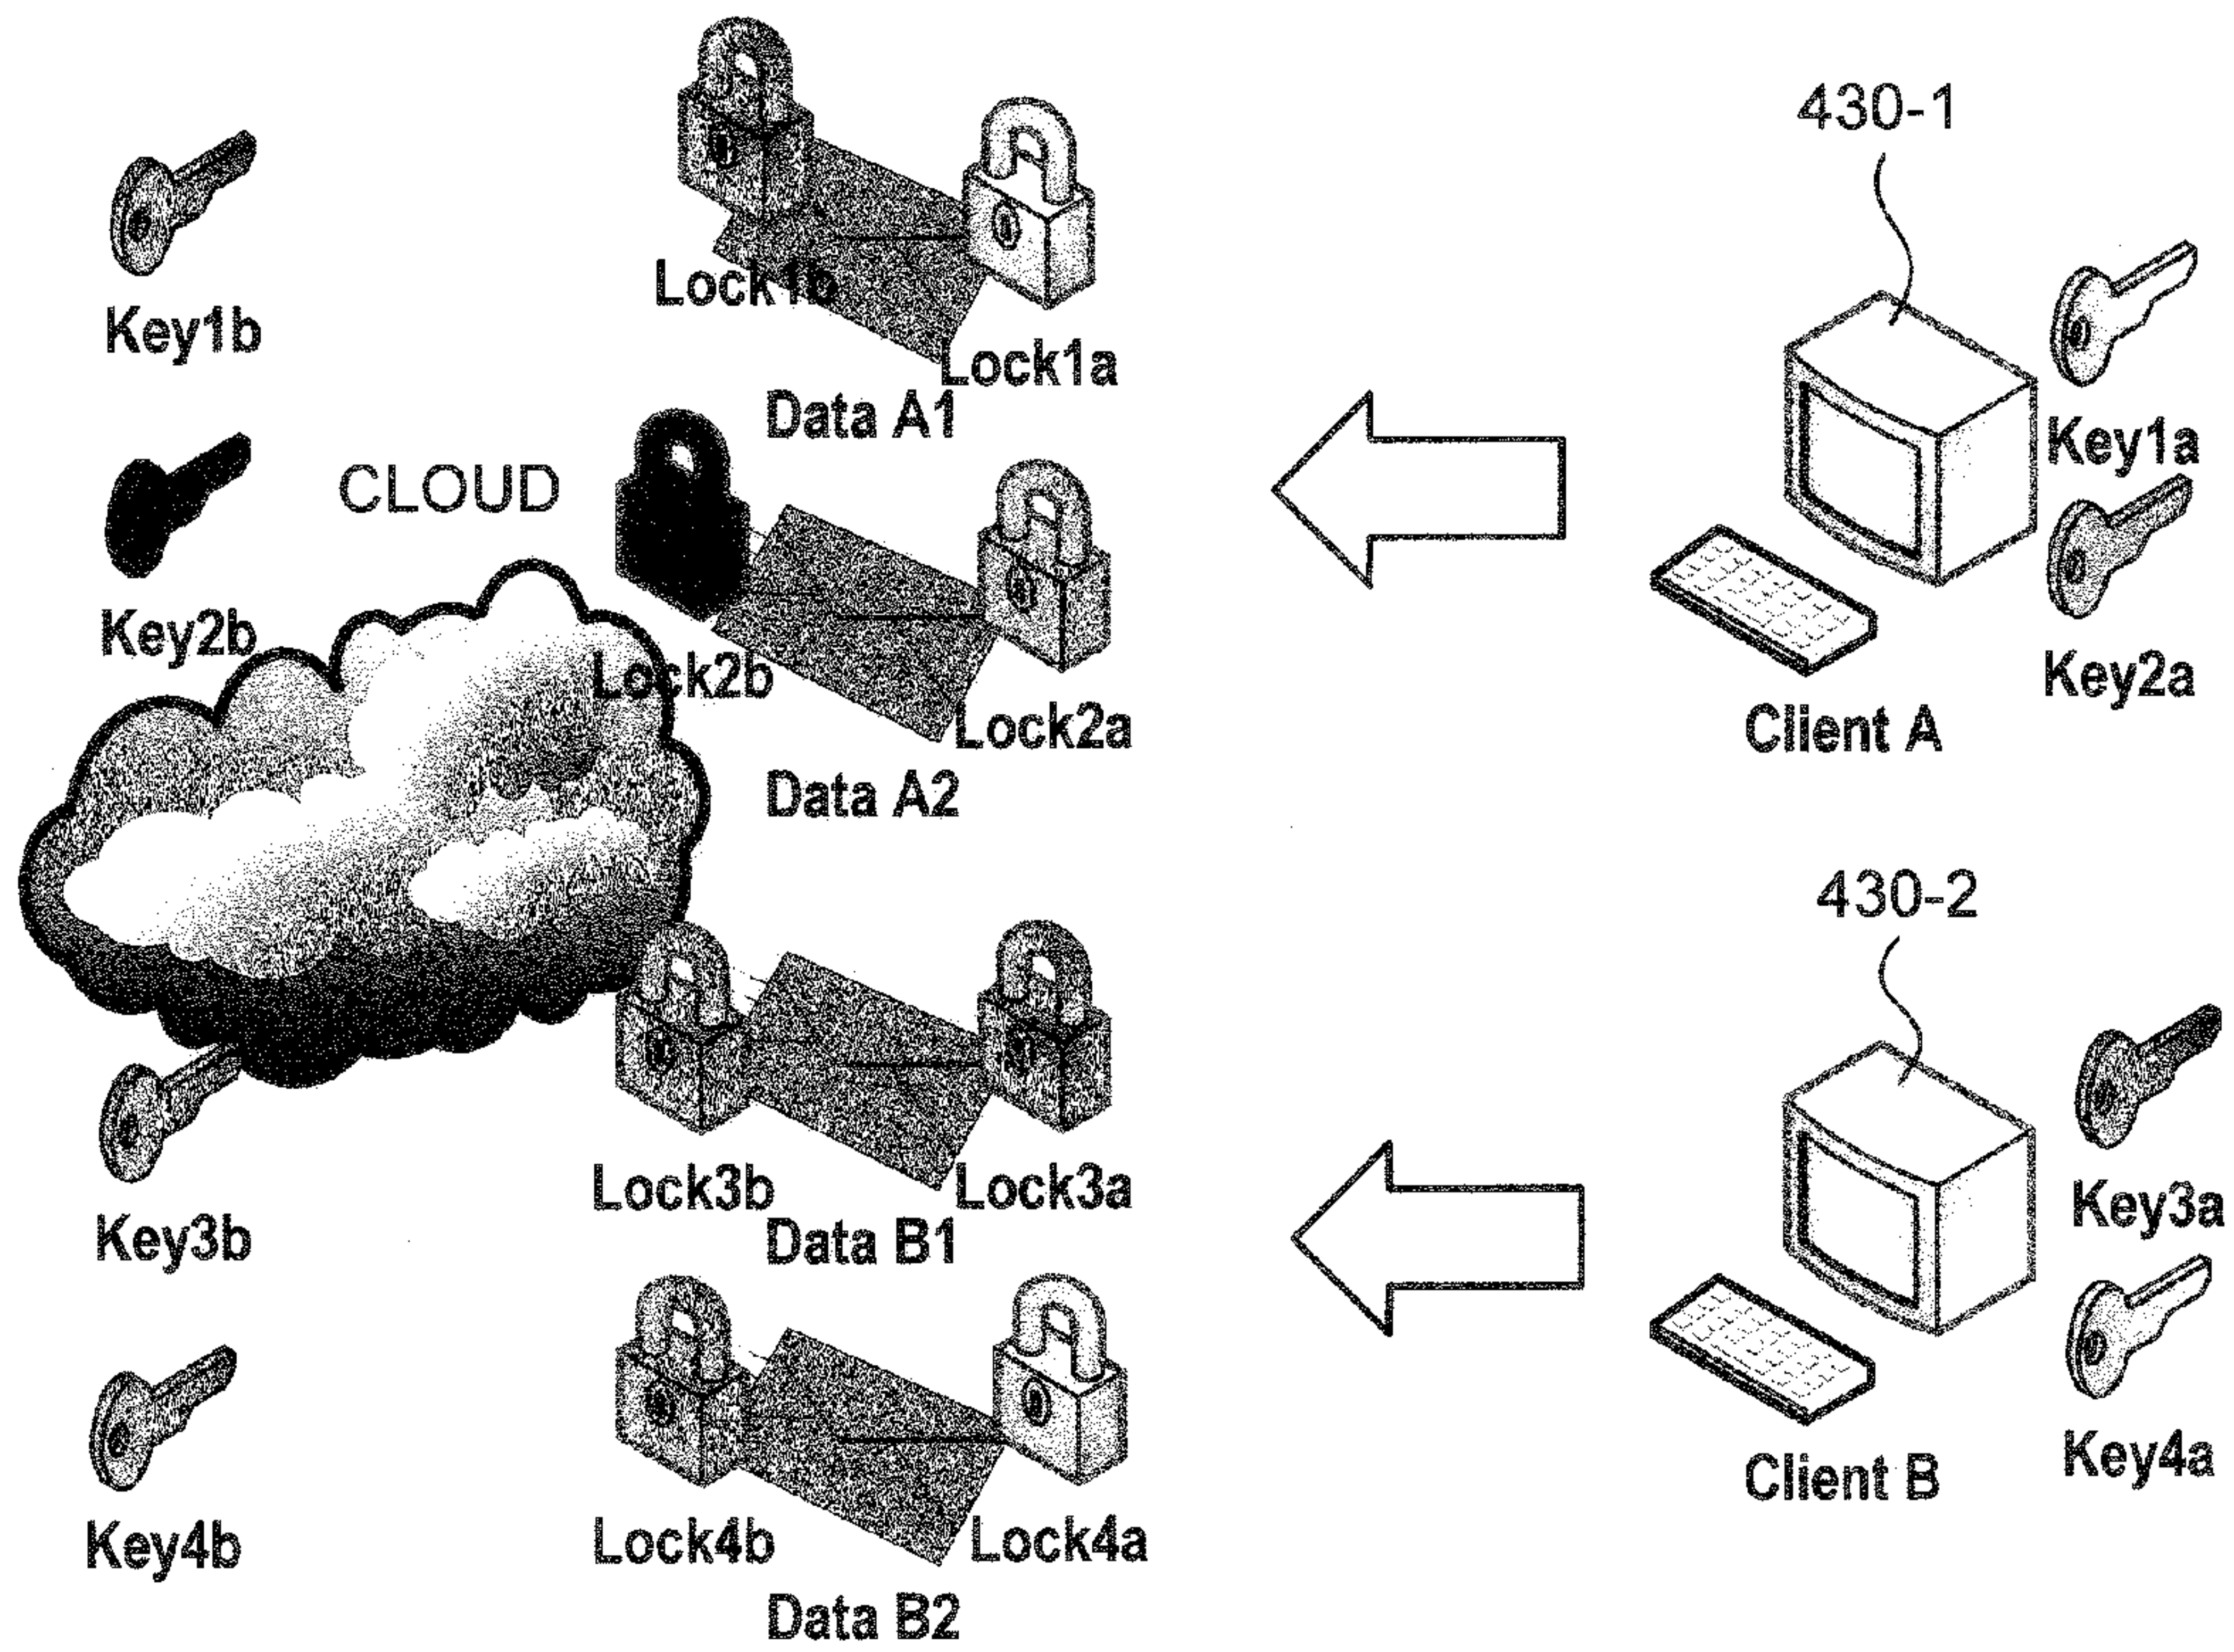 430-1
Key1b
Lock1b
Lock1a
Data A1
Key1a
CLOUD
Key2b
Lock2b
Lock2a
Key2a
Client A
Data A2
430-2
Key3b
Lock3b
Lock3a
Data B1
Key3a
Key4b
Lock4b
Lock4a
Data B2
Client B
Key4a